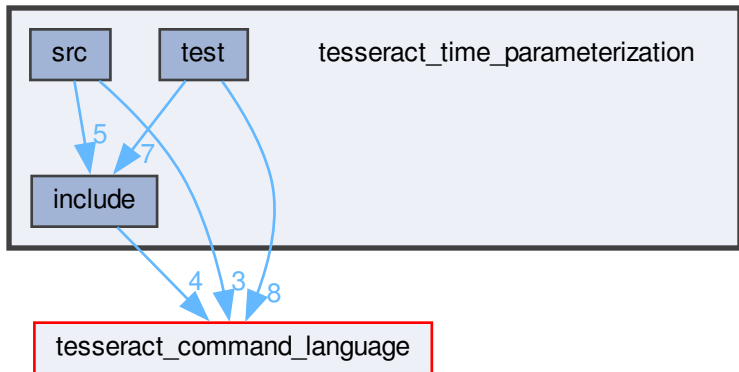 src
test
tesseract_time_parameterization
5
7
include
4
3
8
tesseract_command_language